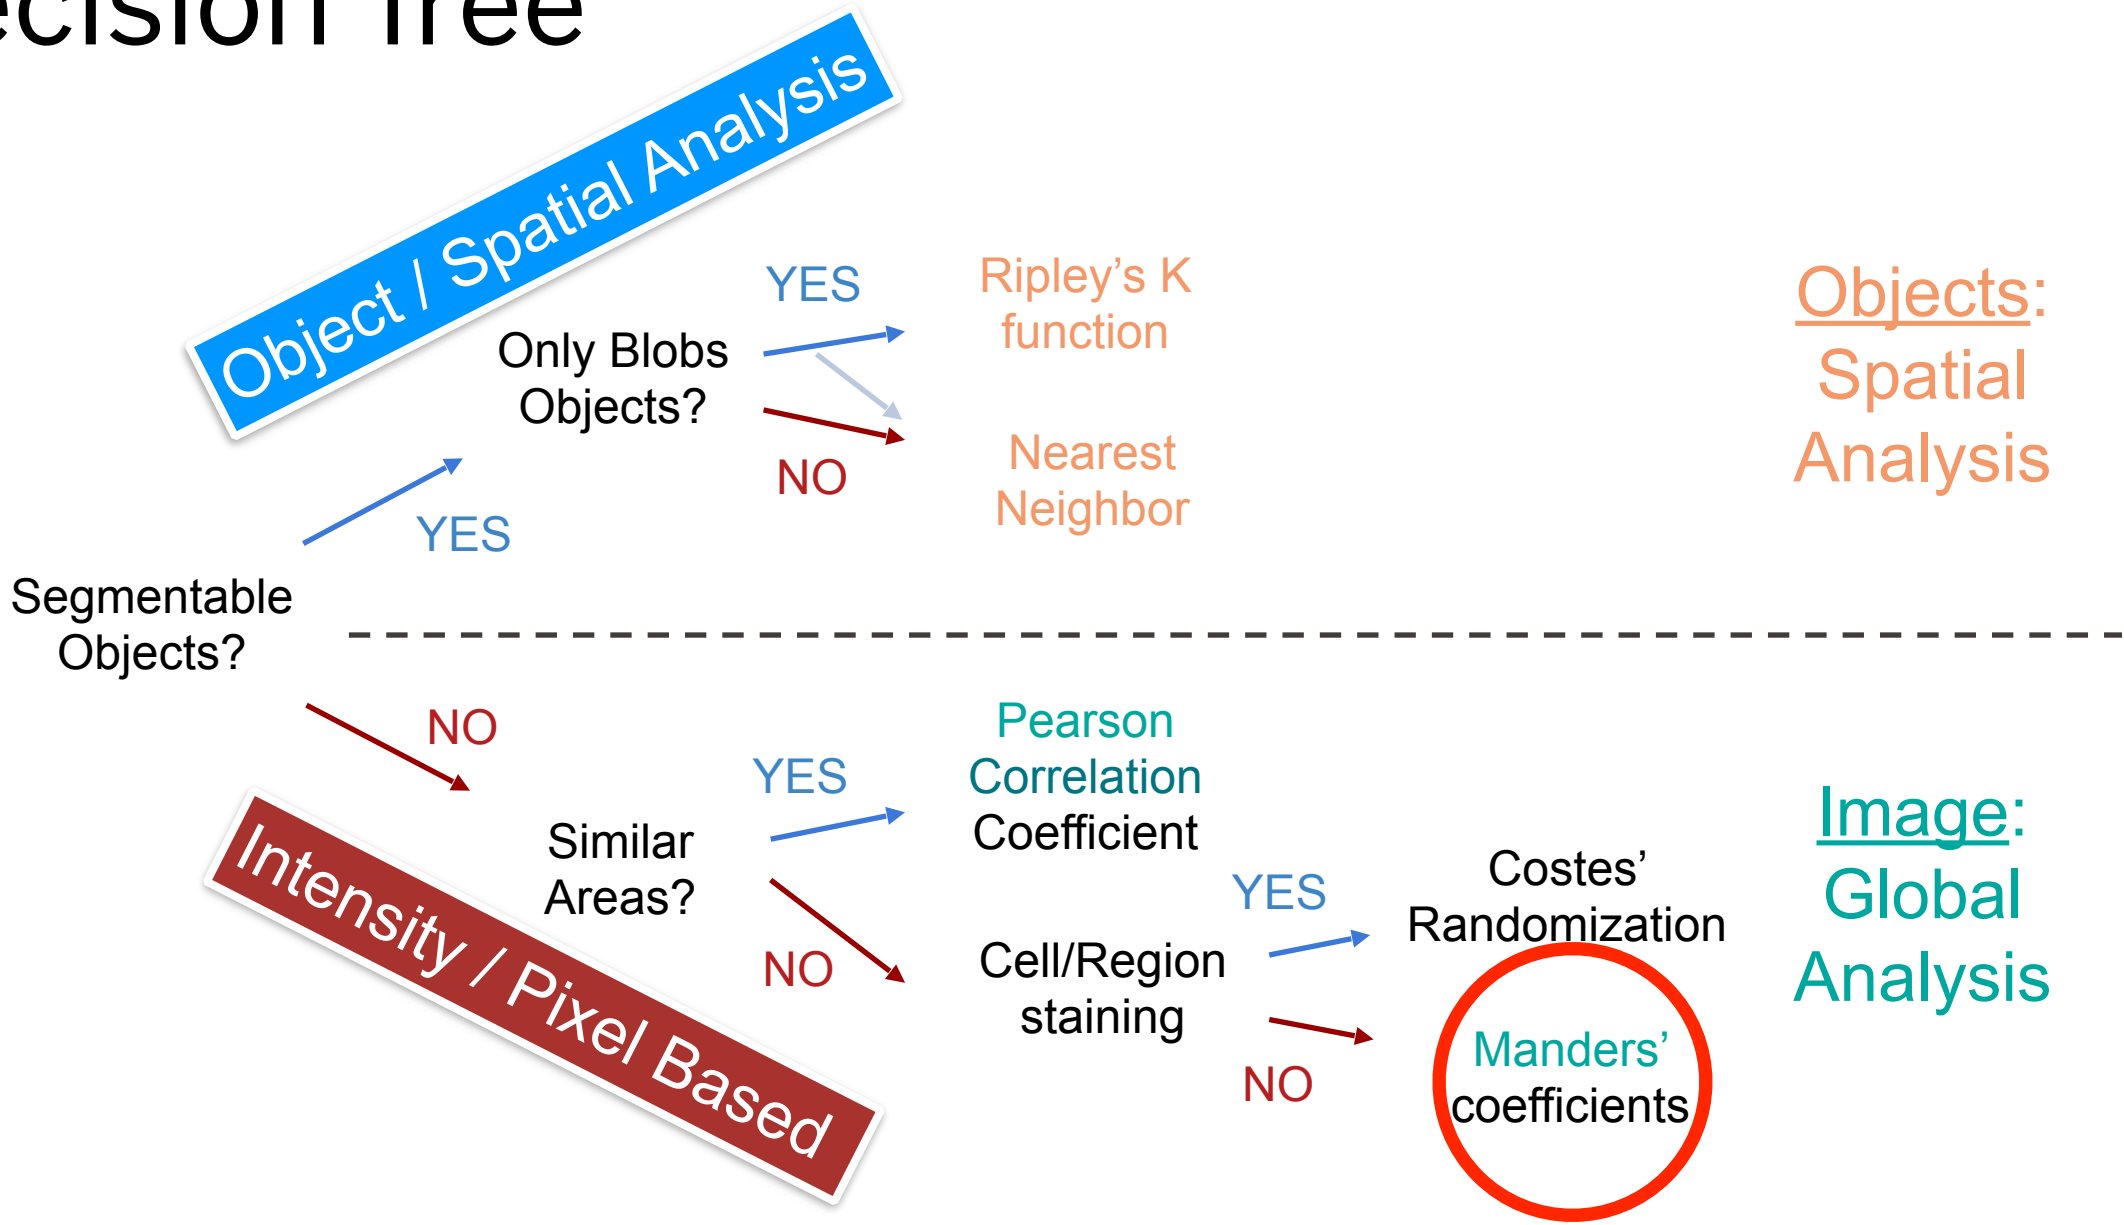 ecision Tree
Object / Spatial Analysis
YES
Ripley's K
function
Only Blobs
Objects?
NO
Nearest
Neighbor
Objects:
Spatial
Analysis
YES
Segmentable
Objects?
NO
Intensity / Pixel Based
Similar
Areas?
YES
Pearson
Correlation
Coefficient
NO
Cell/Region
staining
YES
Costes'
Randomization
NO
Manders'
coefficients
Image:
Global
Analysis